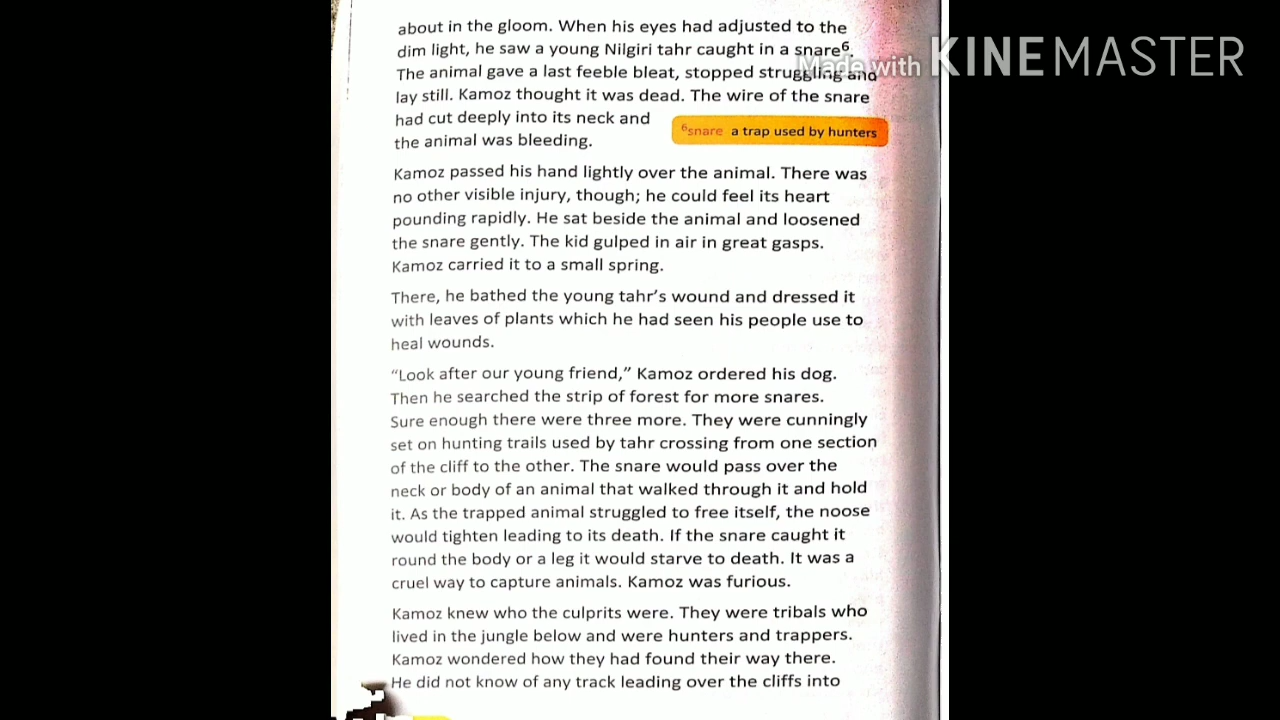 about in the gloom. When his eyes had adjusted to the
dim light, he saw a young Nilgiri tahr caught in a snare⁶.
Made with KINEMASTER
The animal gave a last feeble bleat, stopped struggling and
lay still. Kamoz thought it was dead. The wire of the snare
had cut deeply into its neck and
the animal was bleeding.
⁶snare a trap used by hunters
Kamoz passed his hand lightly over the animal. There was
no other visible injury, though; he could feel its heart
pounding rapidly. He sat beside the animal and loosened
the snare gently. The kid gulped in air in great gasps.
Kamoz carried it to a small spring.
There, he bathed the young tahr's wound and dressed it
with leaves of plants which he had seen his people use to
heal wounds.
“Look after our young friend,” Kamoz ordered his dog.
Then he searched the strip of forest for more snares.
Sure enough there were three more. They were cunningly
set on hunting trails used by tahr crossing from one section
of the cliff to the other. The snare would pass over the
neck or body of an animal that walked through it and hold
it. As the trapped animal struggled to free itself, the noose
would tighten leading to its death. If the snare caught it
round the body or a leg it would starve to death. It was a
cruel way to capture animals. Kamoz was furious.
Kamoz knew who the culprits were. They were tribals who
lived in the jungle below and were hunters and trappers.
Kamoz wondered how they had found their way there.
He did not know of any track leading over the cliffs into